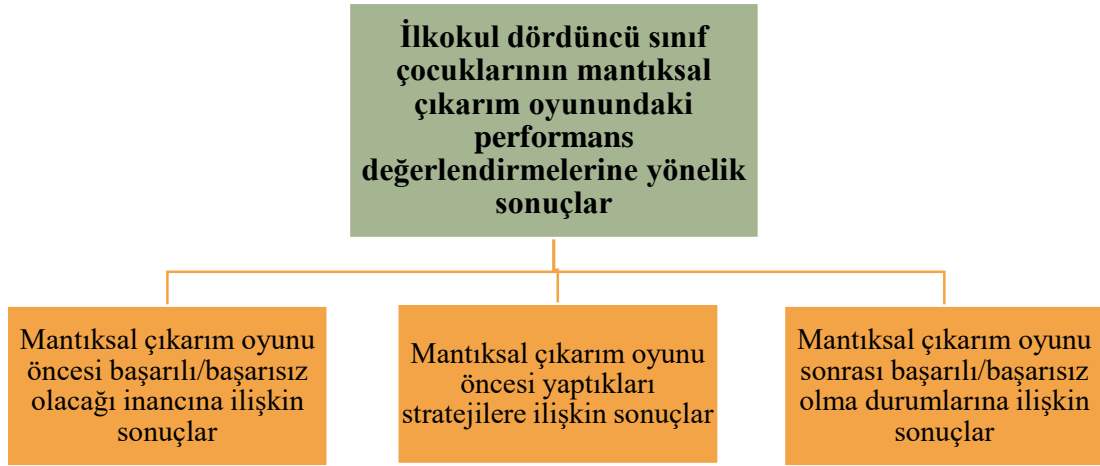 İlkokul dördüncü sınıf
çocuklarının mantıksal
çıkarım oyunundaki
performans
değerlendirmelerine yönelik
sonuçlar
Mantıksal çıkarım oyunu
öncesi başarılı/başarısız
olacağı inancına ilişkin
sonuçlar
Mantıksal çıkarım oyunu
öncesi yaptıkları
stratejilere ilişkin sonuçlar
Mantıksal çıkarım oyunu
sonrası başarılı/başarısız
olma durumlarına ilişkin
sonuçlar